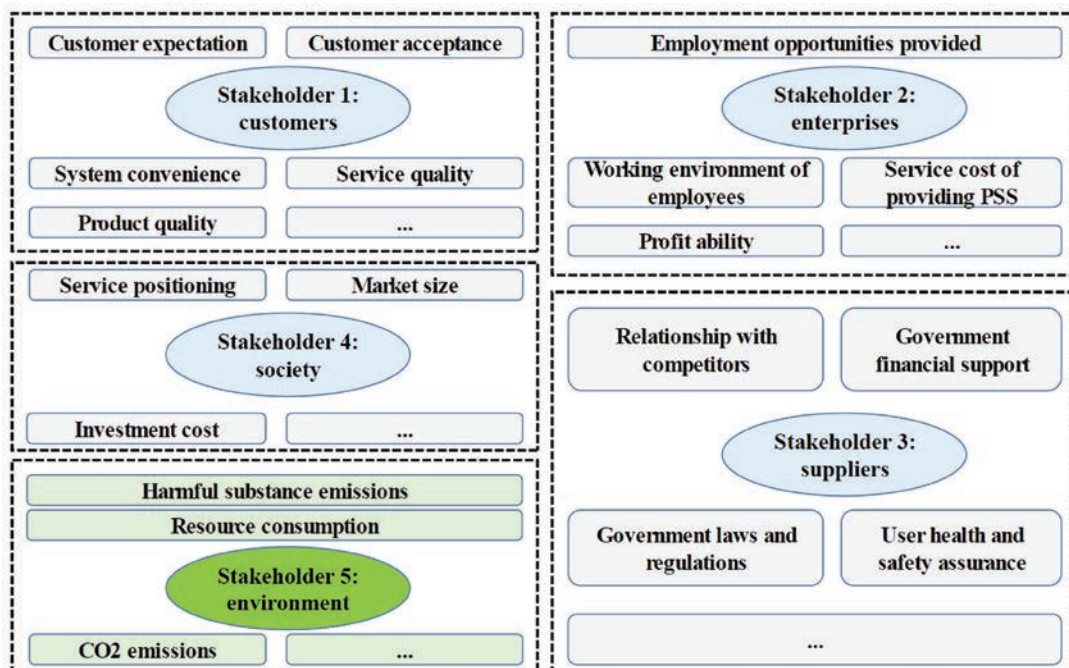 Customer expectation
Customer acceptance
Stakeholder 1:
customers
System convenience
Service quality
Product quality
...
Employment opportunities provided
Stakeholder 2:
enterprises
Working environment of
employees
Service cost of
providing PSS
Profit ability
...
Service positioning
Market size
Stakeholder 4:
society
Investment cost
...
Relationship with
competitors
Government
financial support
Stakeholder 3:
suppliers
Government laws and
regulations
User health and
safety assurance
...
Harmful substance emissions
Resource consumption
Stakeholder 5:
environment
CO2 emissions
...